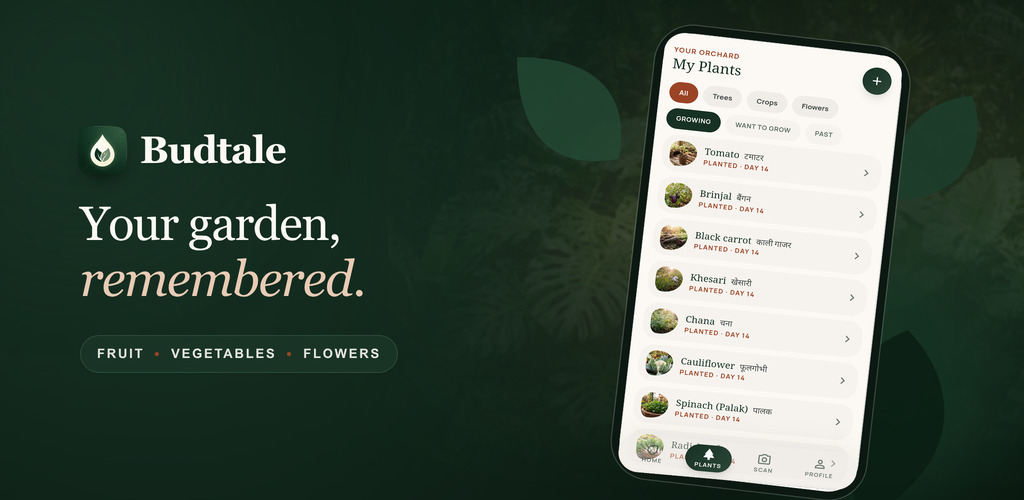 Budtale
Your garden,
remembered.
FRUIT • VEGETABLES • FLOWERS
YOUR ORCHARD
My Plants
+
All Trees Crops Flowers
GROWING WANT TO GROW PAST
Tomato टमाटर
PLANTED · DAY 14
Brinjal बैंगन
PLANTED · DAY 14
Black carrot काली गाजर
PLANTED · DAY 14
Khesari खेसारी
PLANTED · DAY 14
Chana चना
PLANTED · DAY 14
Cauliflower फूलगोभी
PLANTED · DAY 14
Spinach (Palak) पालक
PLANTED · DAY 14
HOME PLANTS SCAN PROFILE